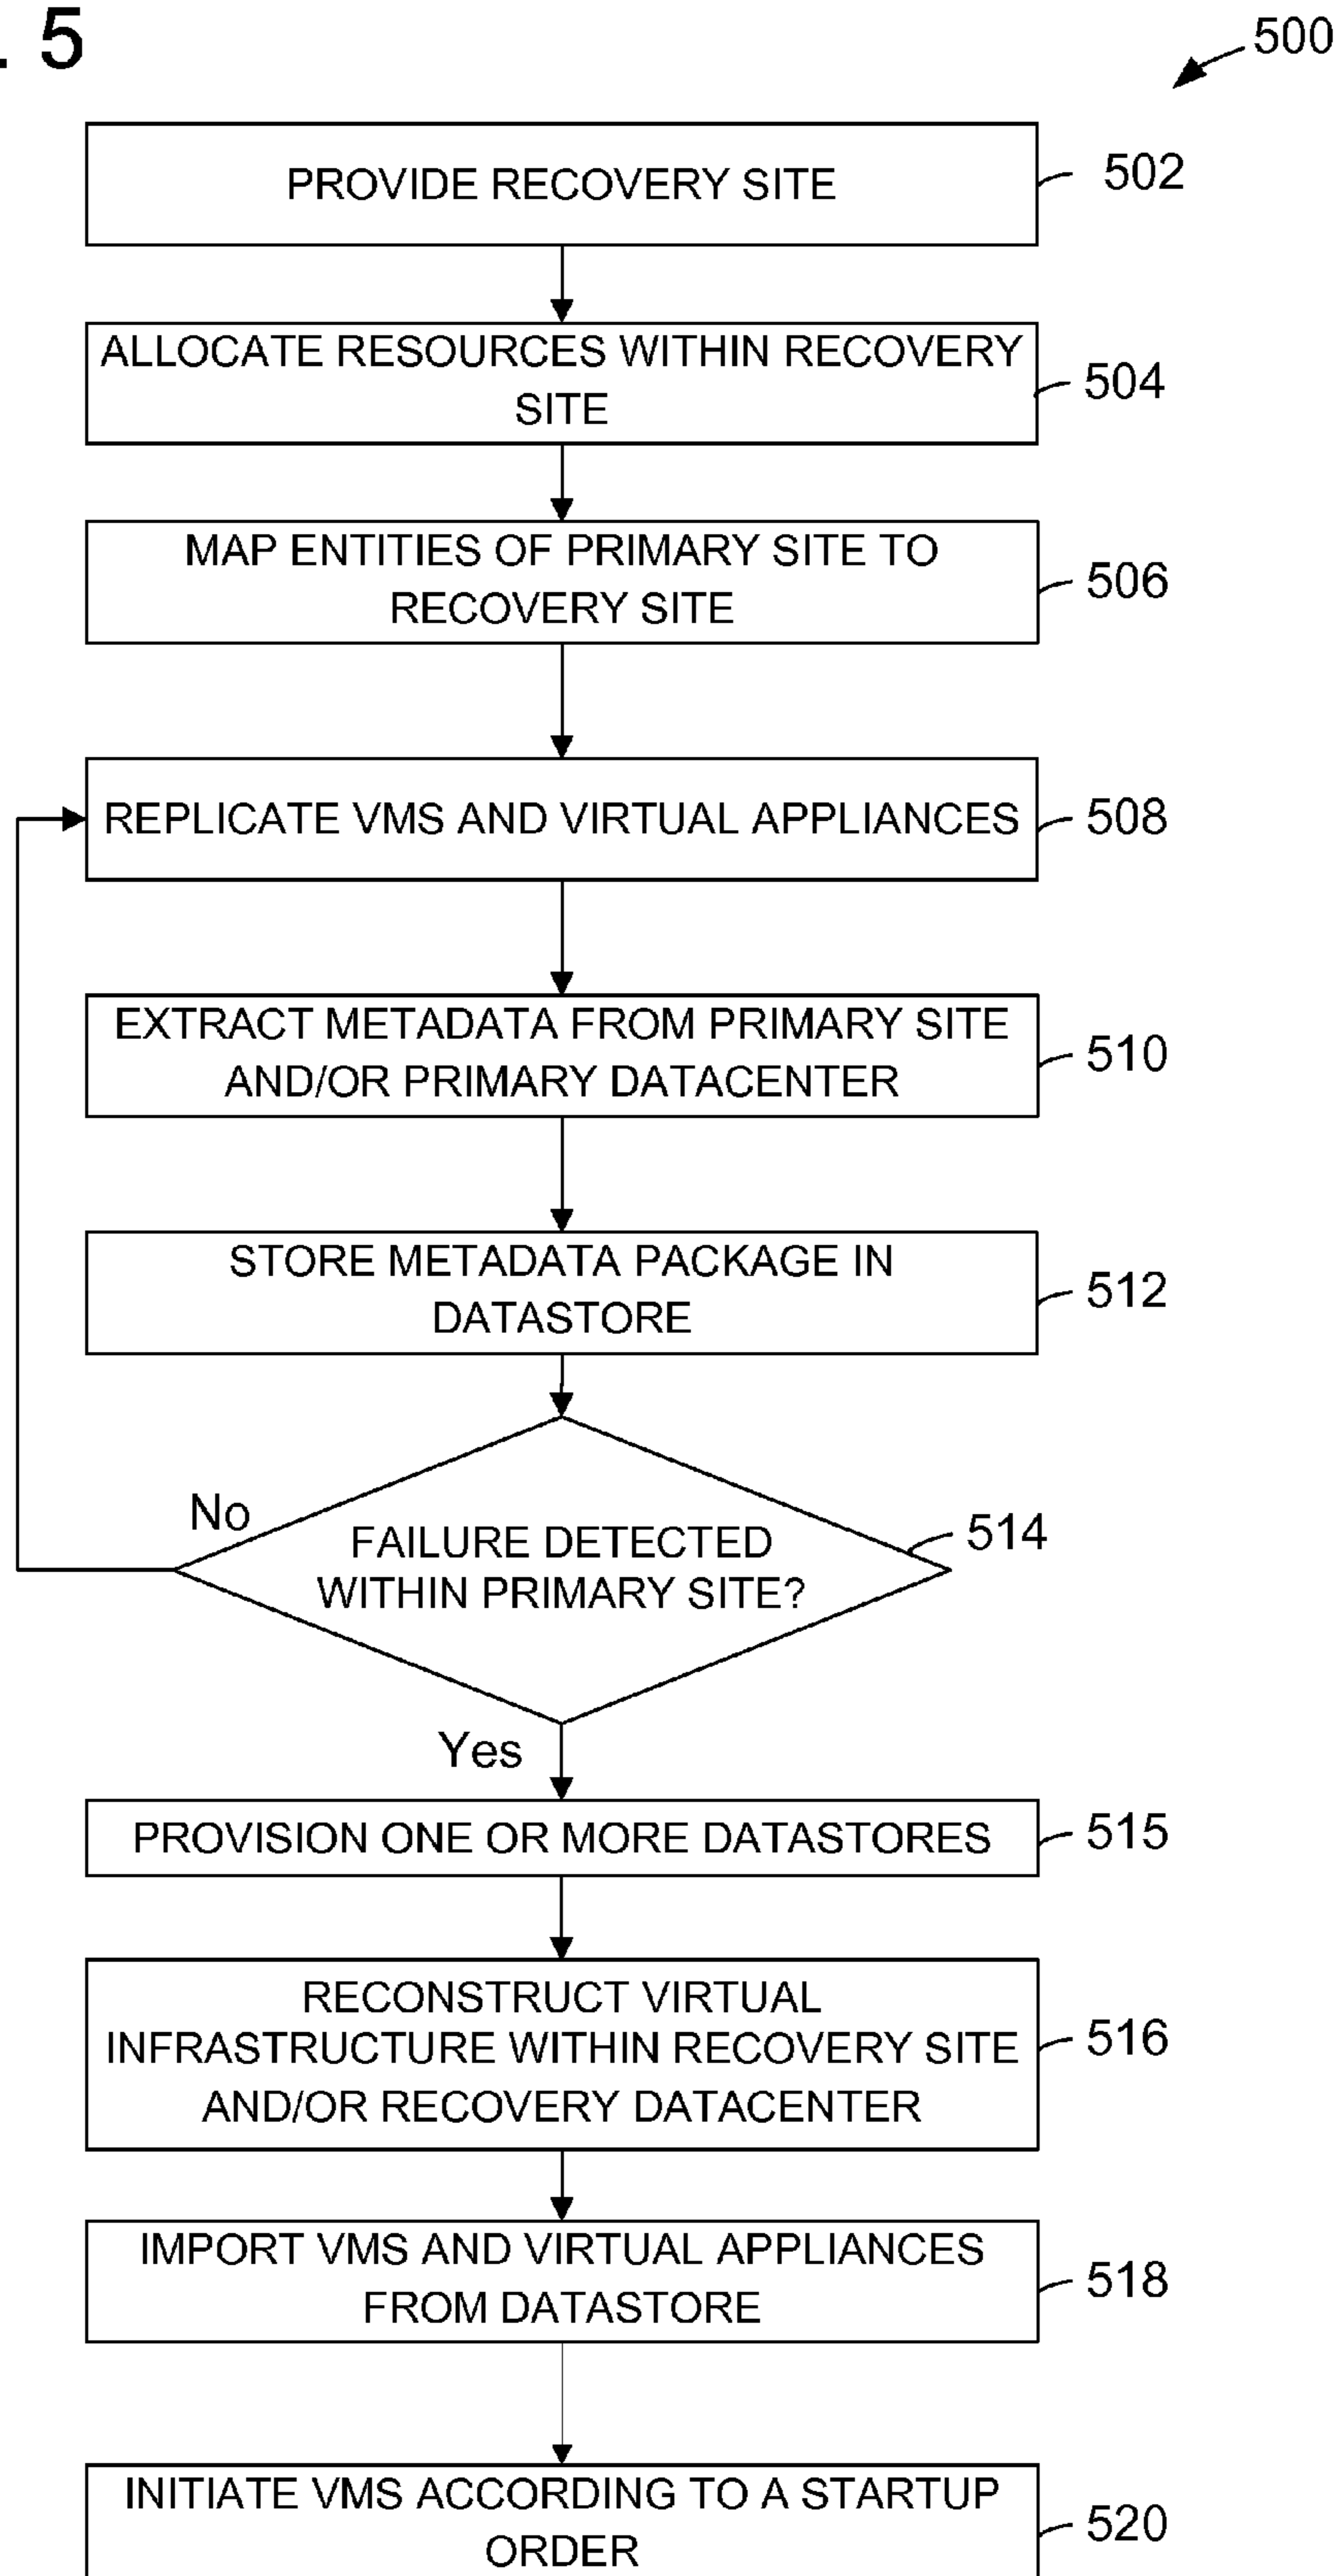 . 5
500
PROVIDE RECOVERY SITE
502
ALLOCATE RESOURCES WITHIN RECOVERY
SITE
504
MAP ENTITIES OF PRIMARY SITE TO
RECOVERY SITE
506
REPLICATE VMS AND VIRTUAL APPLIANCES
508
EXTRACT METADATA FROM PRIMARY SITE
AND/OR PRIMARY DATACENTER
510
STORE METADATA PACKAGE IN
DATASTORE
512
No
FAILURE DETECTED
WITHIN PRIMARY SITE?
514
Yes
PROVISION ONE OR MORE DATASTORES
515
RECONSTRUCT VIRTUAL
INFRASTRUCTURE WITHIN RECOVERY SITE
AND/OR RECOVERY DATACENTER
516
IMPORT VMS AND VIRTUAL APPLIANCES
FROM DATASTORE
518
INITIATE VMS ACCORDING TO A STARTUP
ORDER
520